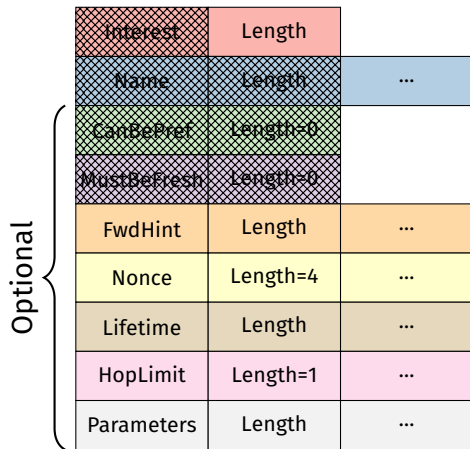 Interest Length
Name Length ...
CanBePref Length=0
MustBeFresh Length=0
FwdHint Length ...
Nonce Length=4 ...
Lifetime Length ...
HopLimit Length=1 ...
Parameters Length ...
Optional